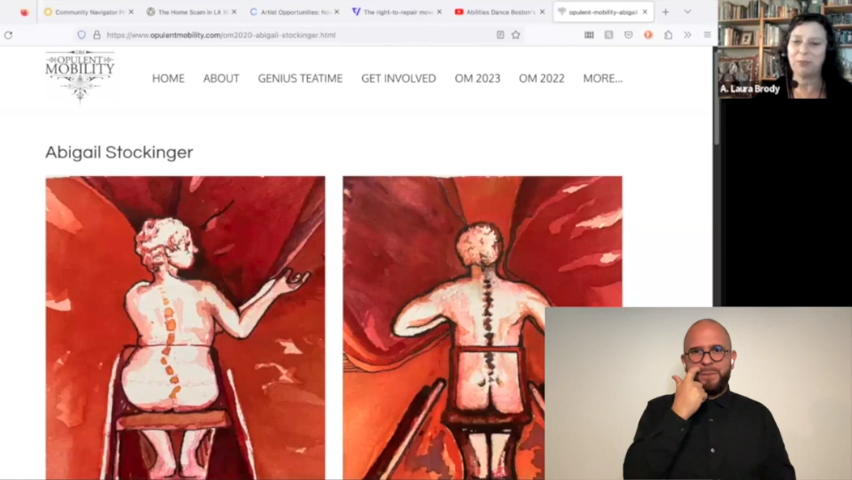 Community Navigator Pr
The Home Scam in LA W
Artist Opportunities: Nov
The right-to-repair mov
Abilities Dance Boston's
opulent-mobility-abigail
https://www.opulentmobility.com/om2020-abigail-stockinger.html
OPULENT
MOBILITY
HOME ABOUT GENIUS TEATIME GET INVOLVED OM 2023 OM 2022 MORE...
A. Laura Brody
Abigail Stockinger